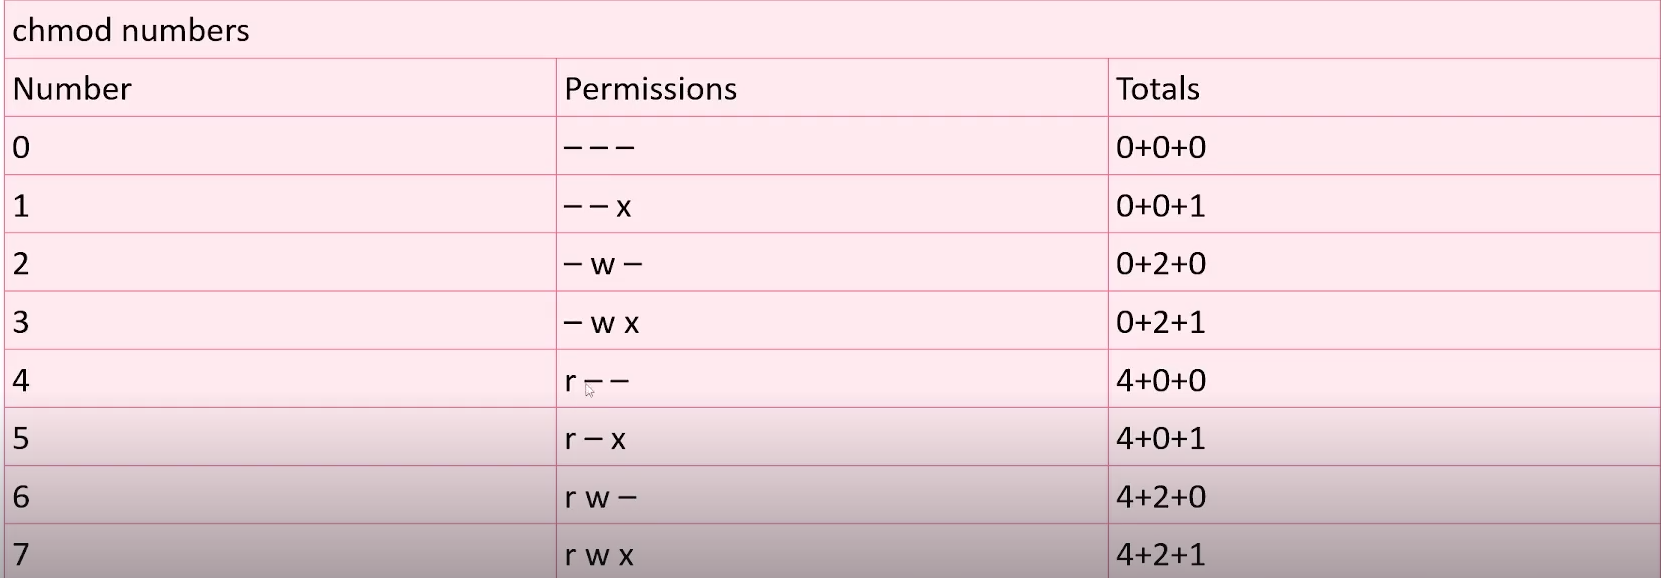 chmod numbers
Number Permissions Totals
0 – – – 0+0+0
1 – – x 0+0+1
2 – w – 0+2+0
3 – w x 0+2+1
4 r – – 4+0+0
5 r – x 4+0+1
6 r w – 4+2+0
7 r w x 4+2+1